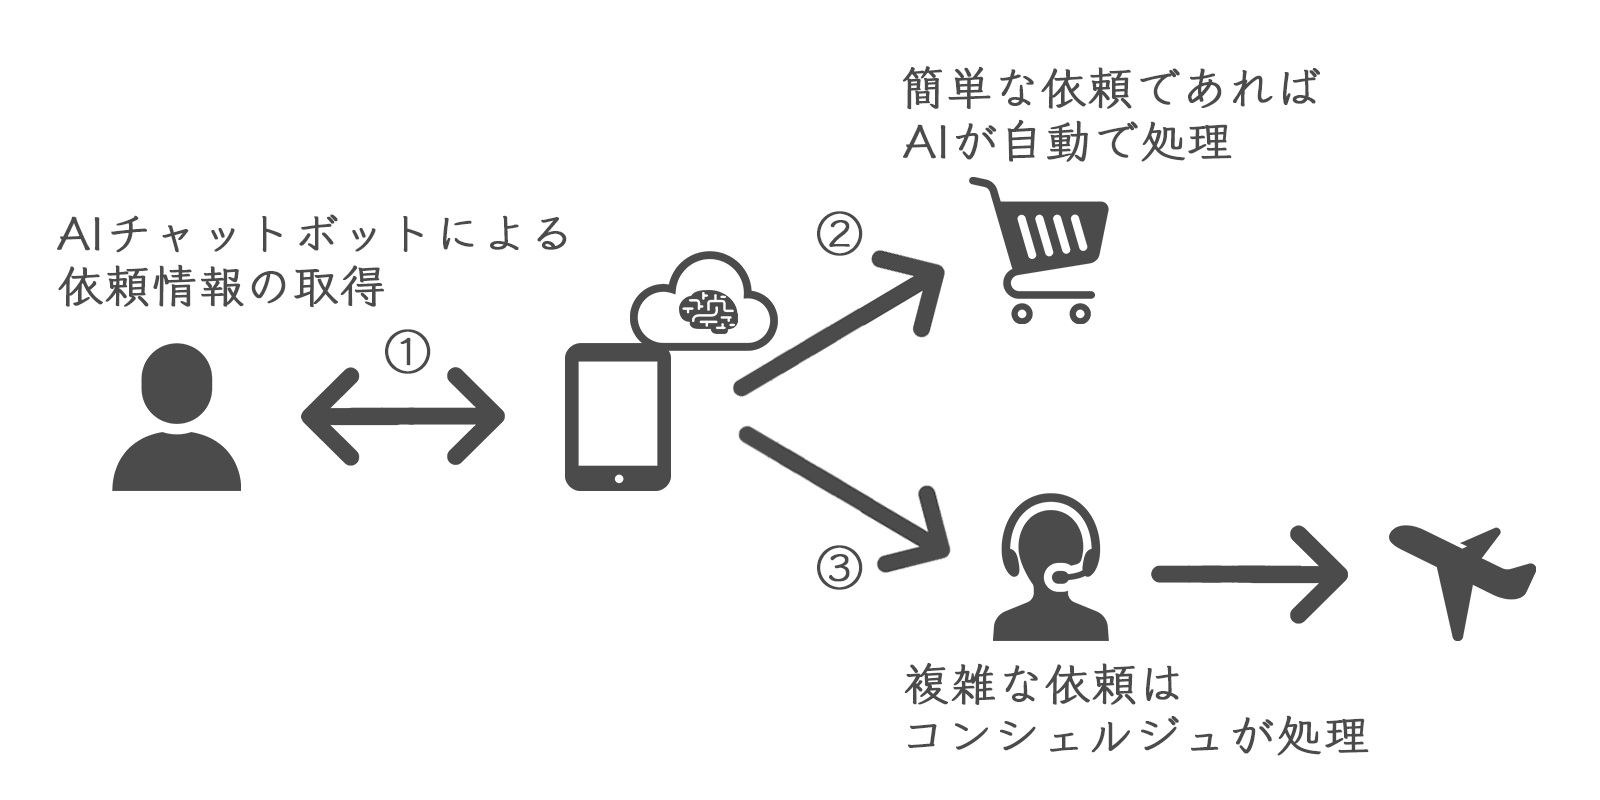 AIチャットボットによる
依頼情報の取得
①
②
簡単な依頼であれば
AIが自動で処理
③
複雑な依頼は
コンシェルジュが処理